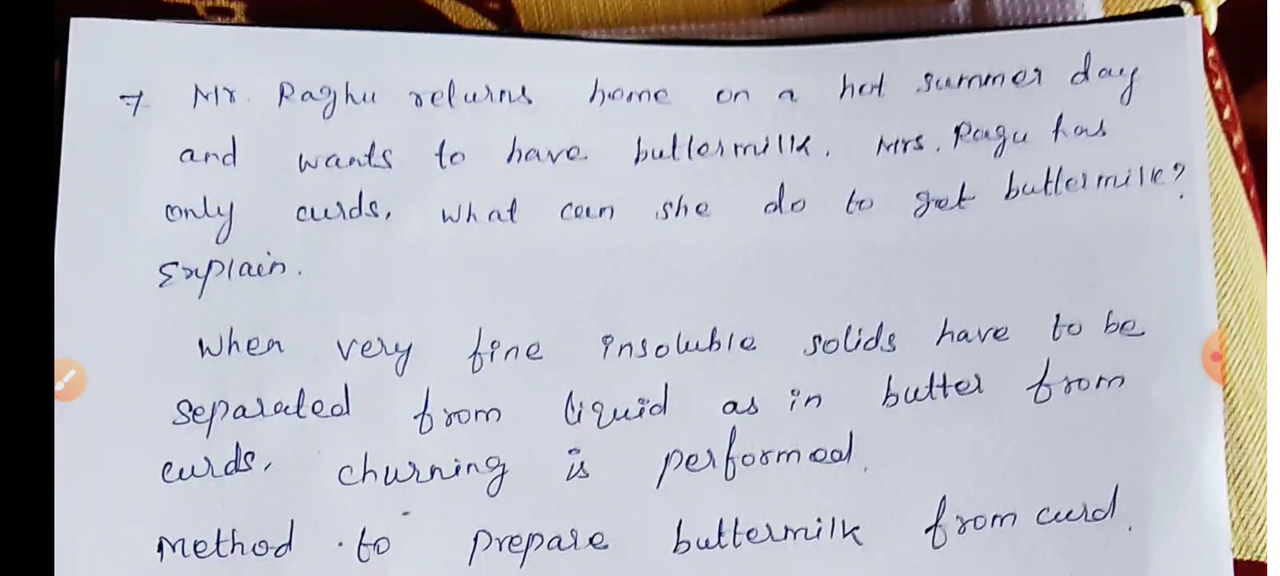 7. Mr. Raghu returns home on a hot summer day
and wants to have buttermilk. Mrs. Ragu has
only curds, what can she do to get buttermilk?
Explain.
When very fine insoluble solids have to be
separated from liquid as in butter from
curds, churning is performed.
Method to prepare buttermilk from curd.